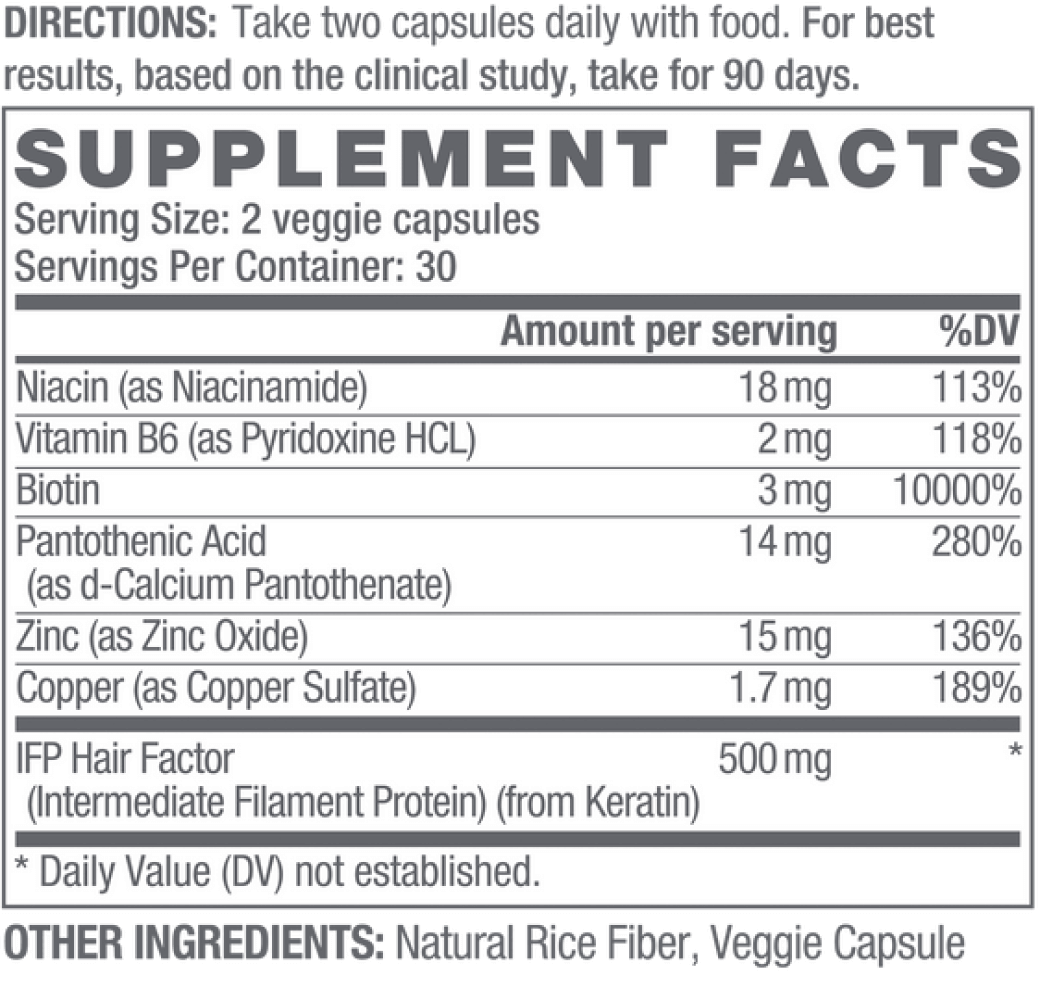 DIRECTIONS: Take two capsules daily with food. For best
results, based on the clinical study, take for 90 days.
SUPPLEMENT FACTS
Serving Size: 2 veggie capsules
Servings Per Container: 30
Amount per serving %DV
Niacin (as Niacinamide) 18 mg 113%
Vitamin B6 (as Pyridoxine HCL) 2 mg 118%
Biotin 3 mg 10000%
Pantothenic Acid 14 mg 280%
(as d-Calcium Pantothenate)
Zinc (as Zinc Oxide) 15 mg 136%
Copper (as Copper Sulfate) 1.7 mg 189%
IFP Hair Factor 500 mg *
(Intermediate Filament Protein) (from Keratin)
* Daily Value (DV) not established.
OTHER INGREDIENTS: Natural Rice Fiber, Veggie Capsule